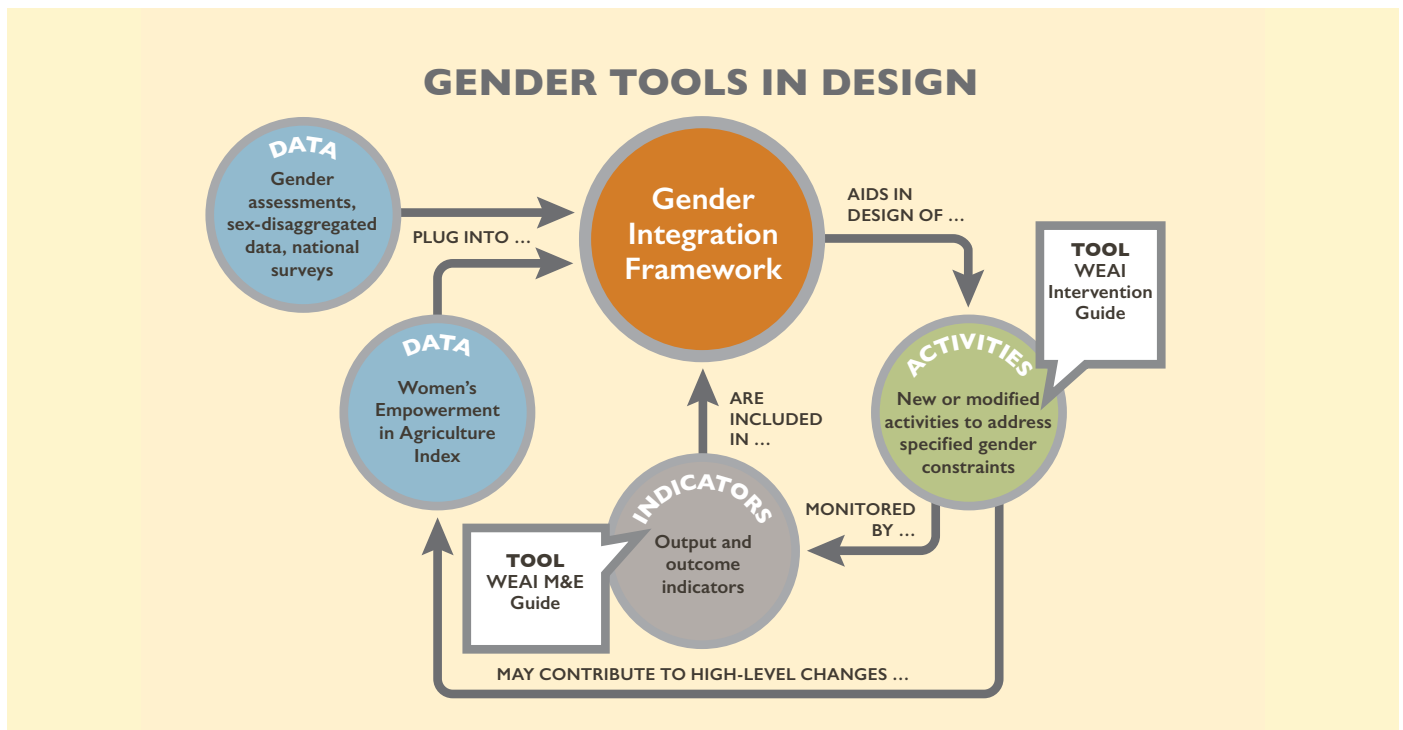 GENDER TOOLS IN DESIGN
DATA
Gender
assessments,
sex-disaggregated
data, national
surveys
PLUG INTO …
Gender
Integration
Framework
AIDS IN
DESIGN OF …
TOOL
WEAI
Intervention
Guide
DATA
Women’s
Empowerment
in Agriculture
Index
ACTIVITIES
New or modified
activities to address
specified gender
constraints
ARE
INCLUDED
IN …
MONITORED
BY …
INDICATORS
Output and
outcome
indicators
TOOL
WEAI M&E
Guide
MAY CONTRIBUTE TO HIGH-LEVEL CHANGES …